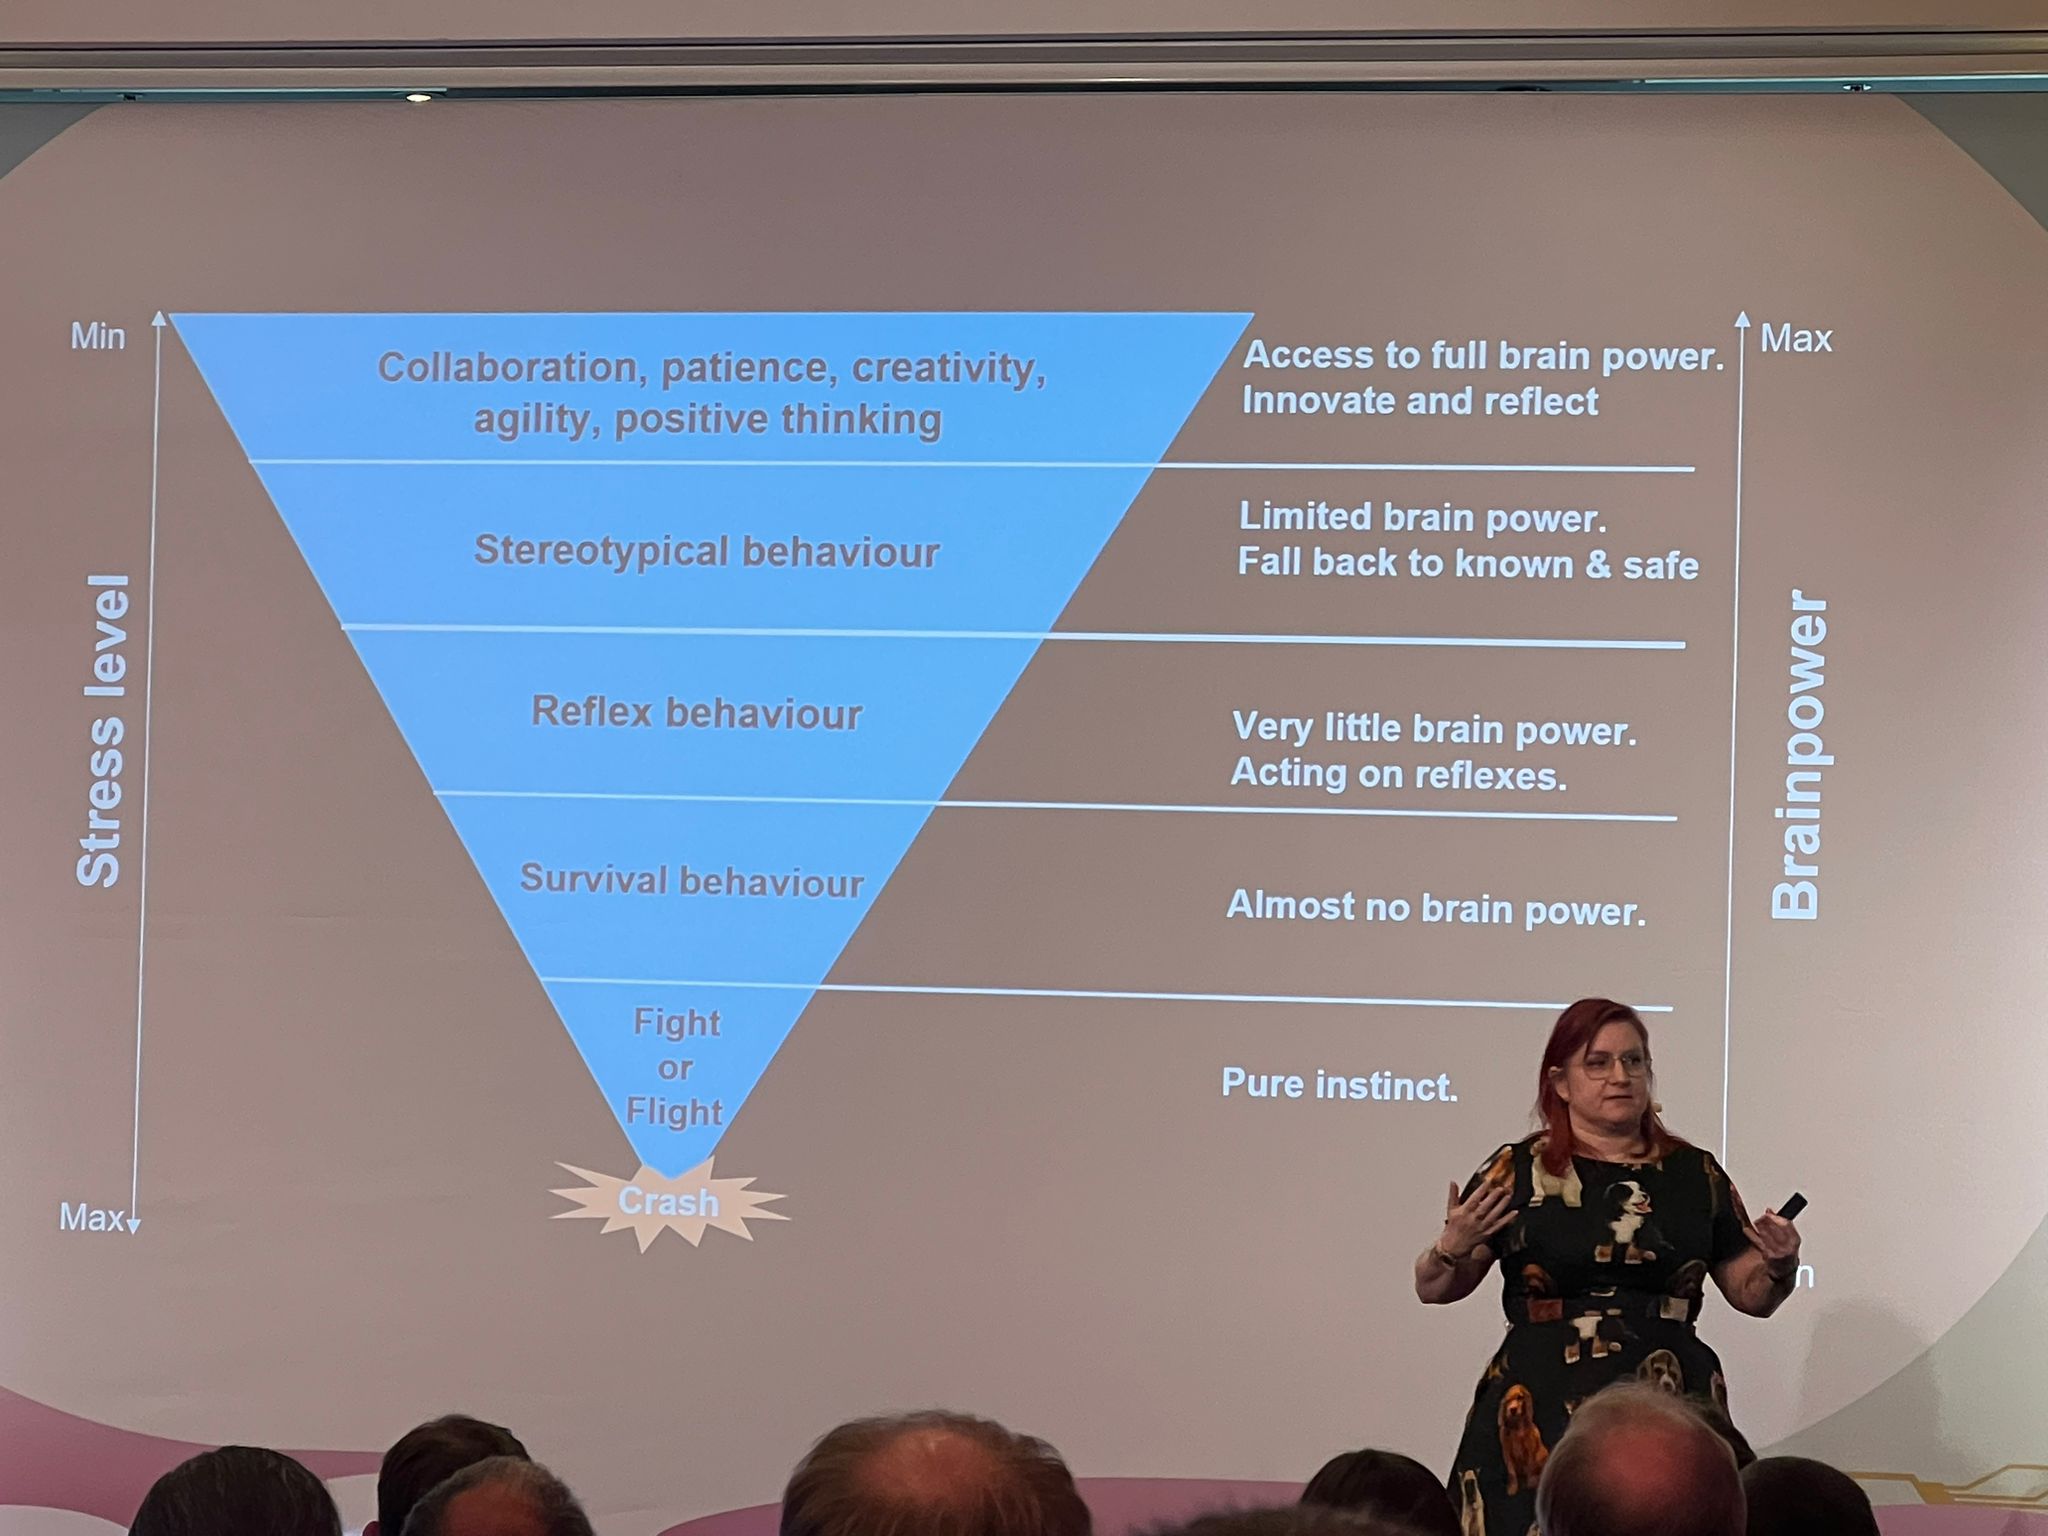 Min
Max
Stress level
Collaboration, patience, creativity,
agility, positive thinking
Access to full brain power.
Innovate and reflect
Stereotypical behaviour
Limited brain power.
Fall back to known & safe
Reflex behaviour
Very little brain power.
Acting on reflexes.
Survival behaviour
Almost no brain power.
Fight
or
Flight
Pure instinct.
Crash
Max
Brainpower